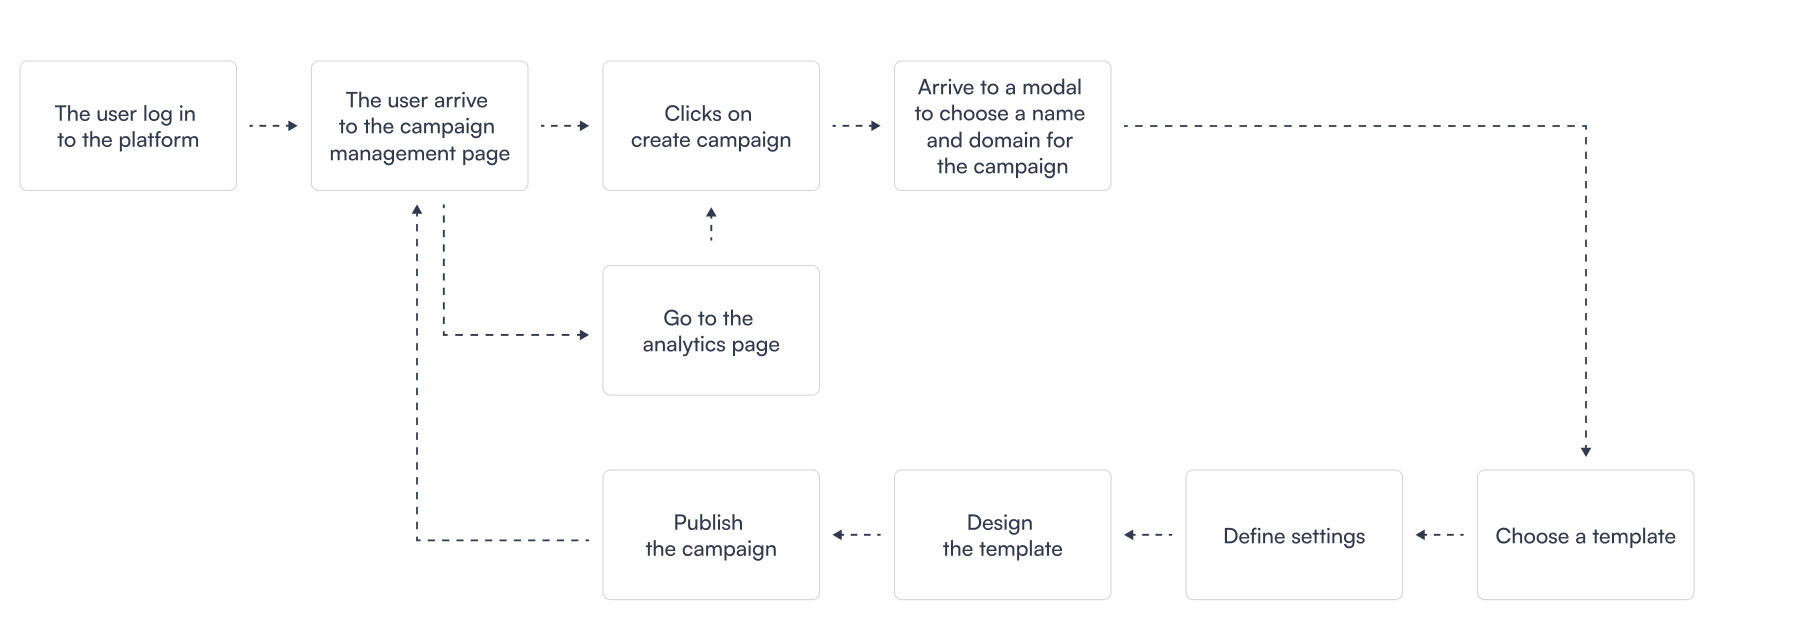 The user log in
to the platform
The user arrive
to the campaign
management page
Clicks on
create campaign
Arrive to a modal
to choose a name
and domain for
the campaign
Go to the
analytics page
Publish
the campaign
Design
the template
Define settings
Choose a template